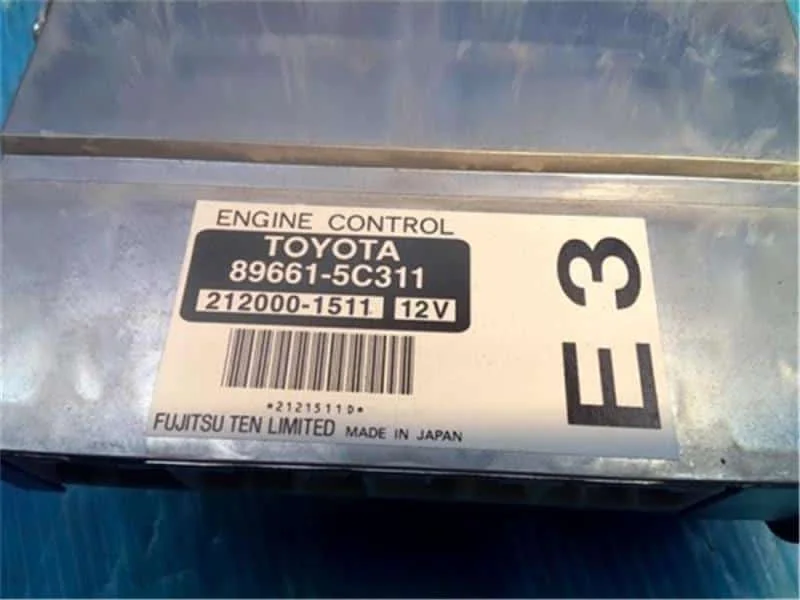 ENGINE CONTROL
TOYOTA
89661-5C311
212000-1511 12V
*2121511D*
FUJITSU TEN LIMITED MADE IN JAPAN
E3